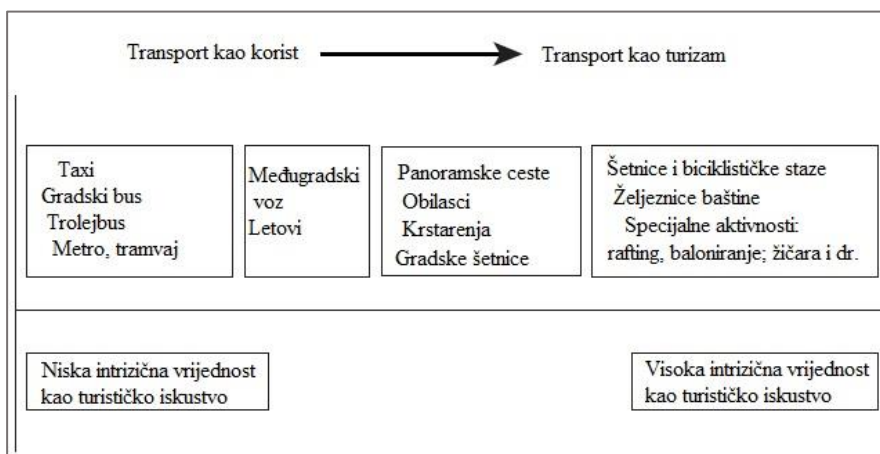 Transport kao korist
Transport kao turizam
Taxi
Gradski bus
Trolejbus
Metro, tramvaj
Međugradski
voz
Letovi
Panoramske ceste
Obilasci
Krstarenja
Gradske šetnice
Šetnice i biciklističke staze
Željeznice baštine
Specijalne aktivnosti:
rafting, baloniranje; žičara i dr.
Niska intrizična vrijednost
kao turističko iskustvo
Visoka intrizična vrijednost
kao turističko iskustvo